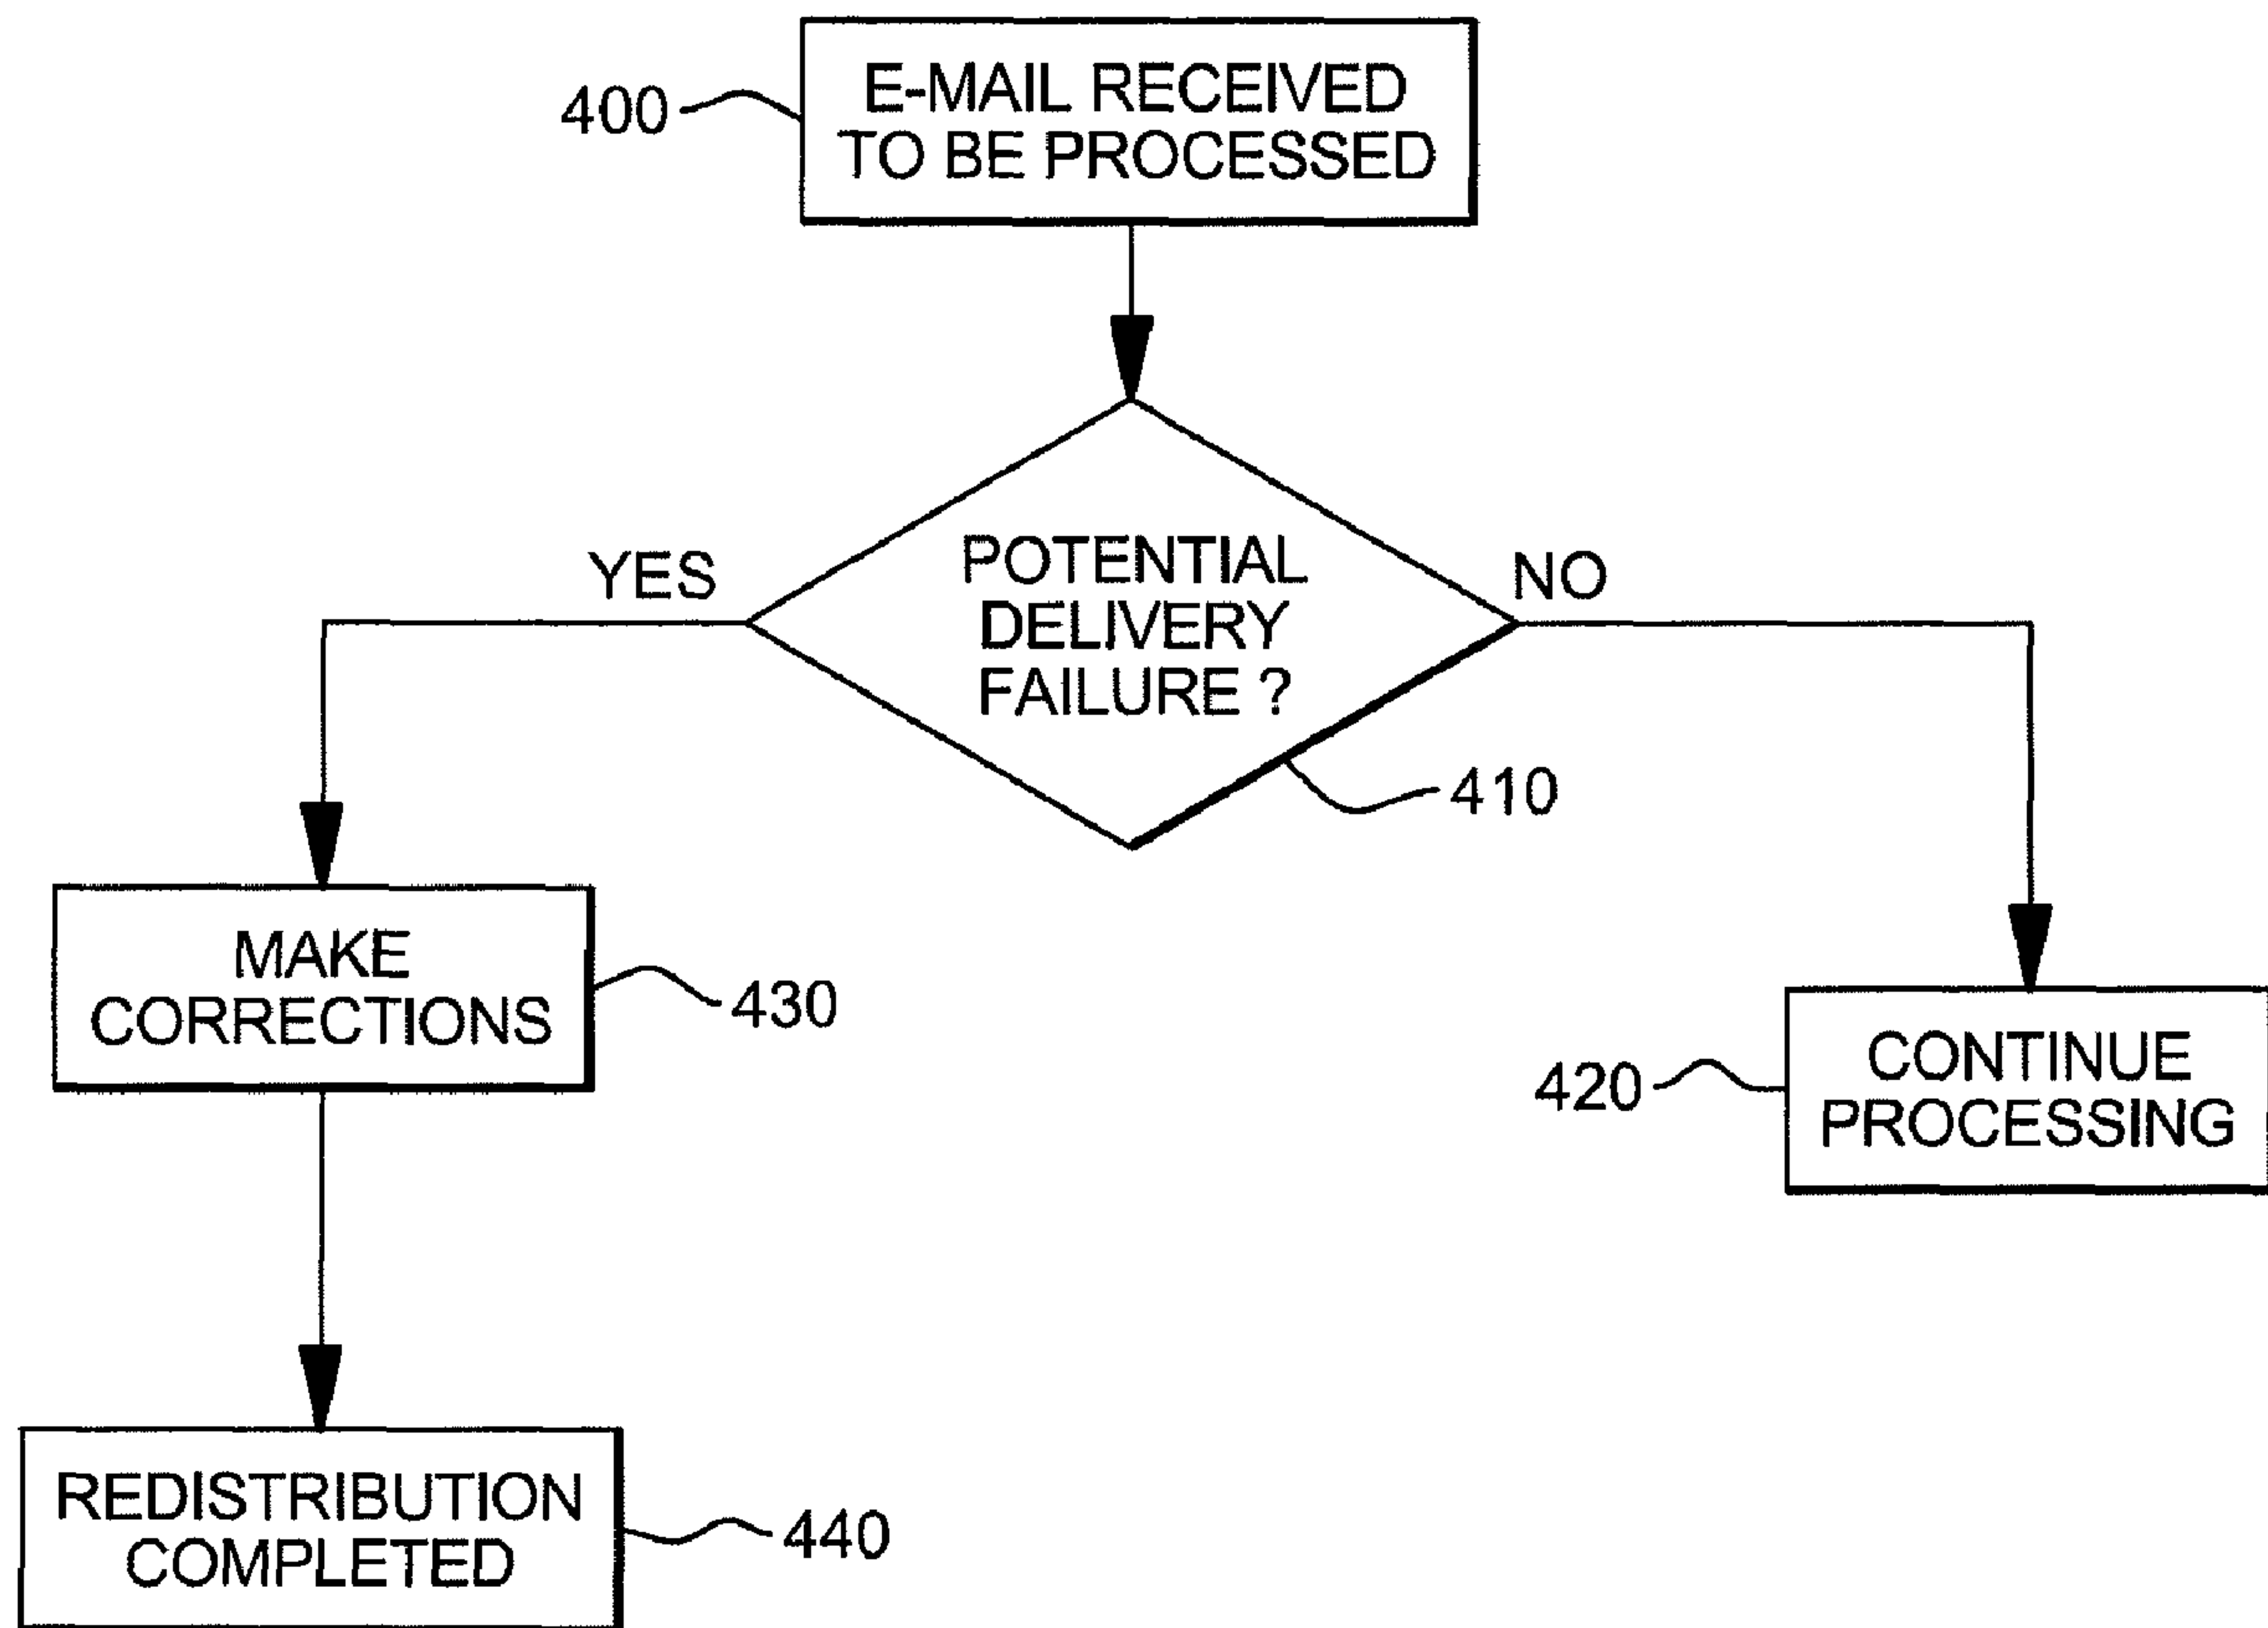 400
E-MAIL RECEIVED
TO BE PROCESSED
YES
POTENTIAL
DELIVERY
FAILURE ?
NO
410
MAKE
CORRECTIONS
430
420
CONTINUE
PROCESSING
REDISTRIBUTION
COMPLETED
440